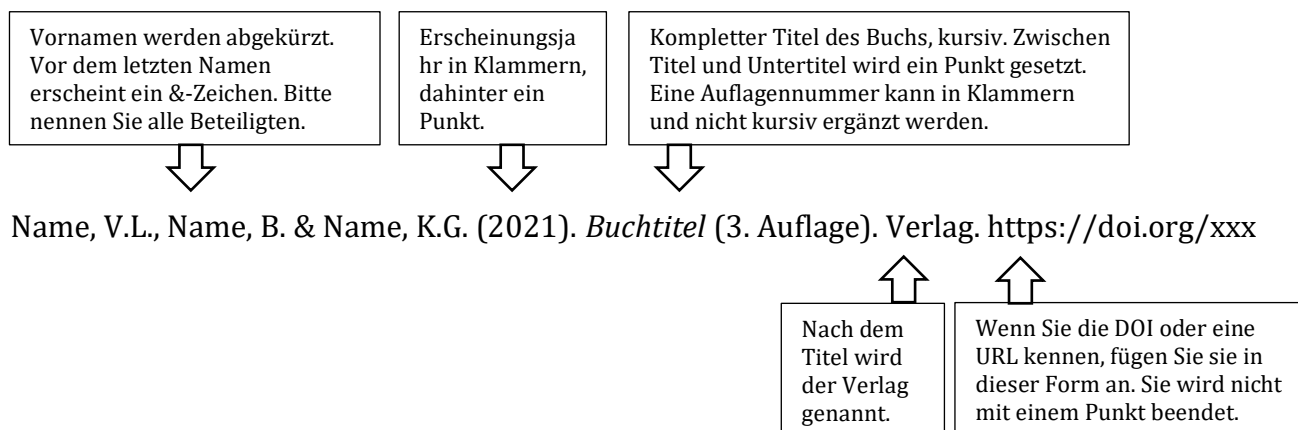 Vornamen werden abgekürzt.
Vor dem letzten Namen
erscheint ein &-Zeichen. Bitte
nennen Sie alle Beteiligten.
Erscheinungsja
hr in Klammern,
dahinter ein
Punkt.
Kompletter Titel des Buchs, kursiv. Zwischen
Titel und Untertitel wird ein Punkt gesetzt.
Eine Auflagennummer kann in Klammern
und nicht kursiv ergänzt werden.
Name, V.L., Name, B. & Name, K.G. (2021). Buchtitel (3. Auflage). Verlag. https://doi.org/xxx
Nach dem
Titel wird
der Verlag
genannt.
Wenn Sie die DOI oder eine
URL kennen, fügen Sie sie in
dieser Form an. Sie wird nicht
mit einem Punkt beendet.